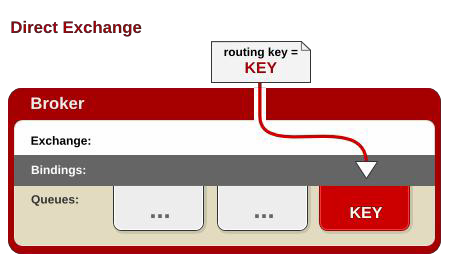 Direct Exchange
routing key =
KEY
Broker
Exchange:
Bindings:
Queues:
...
...
KEY